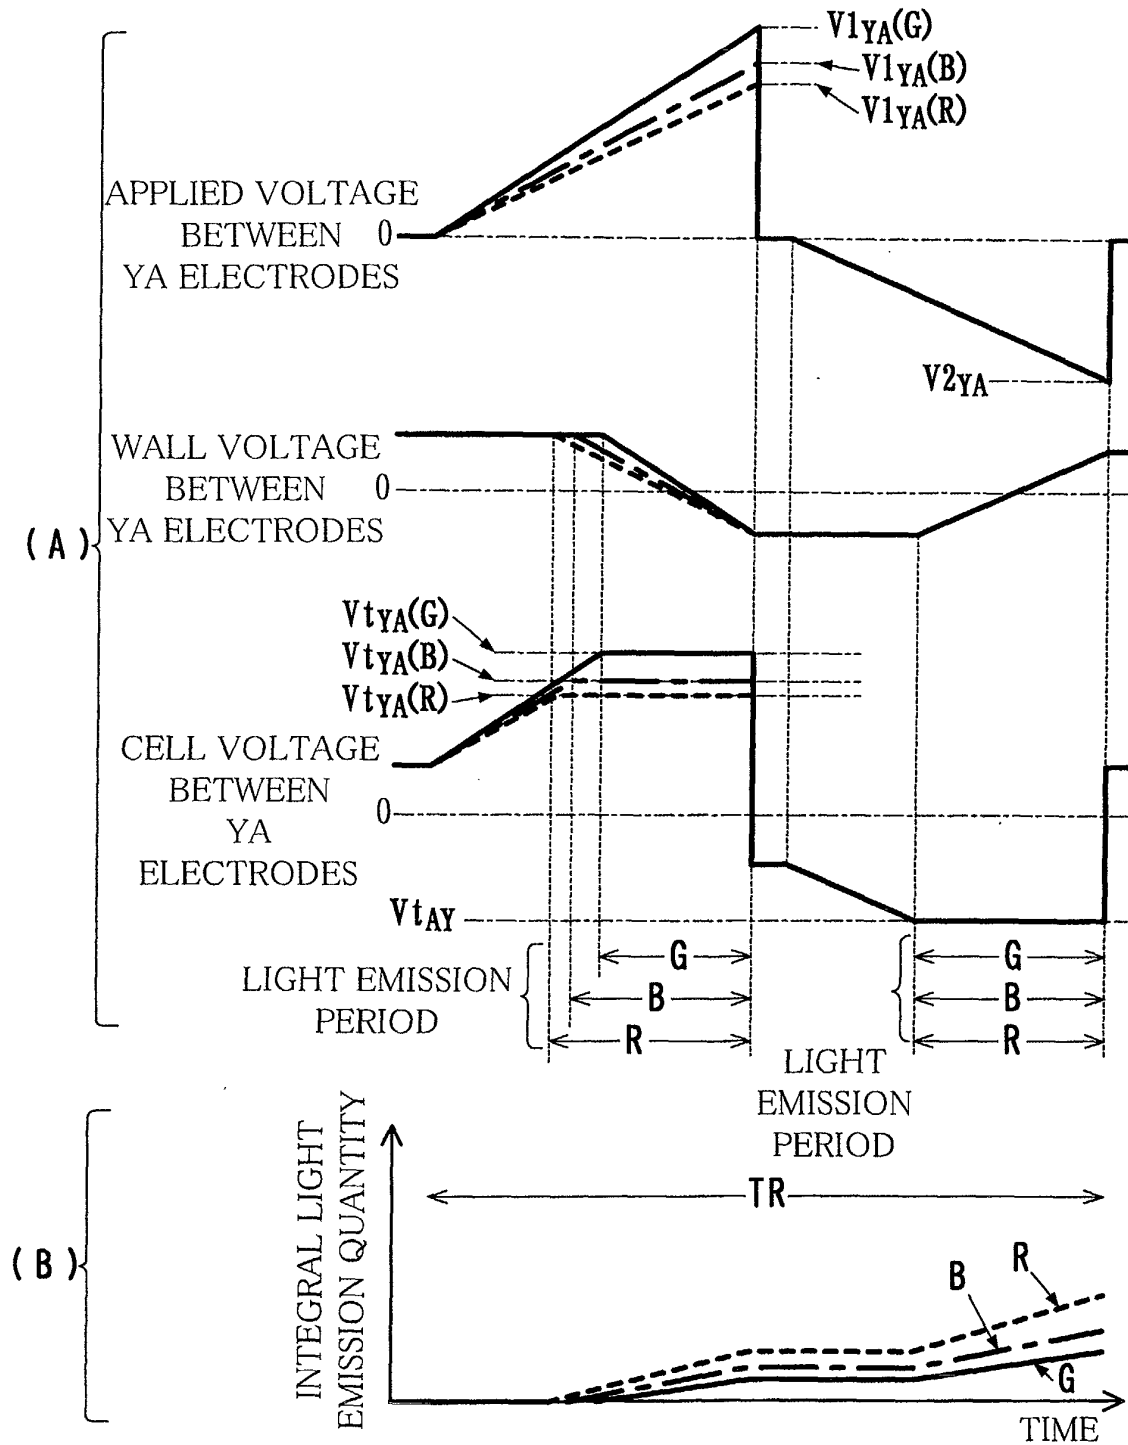 V1YA(G)
V1YA(B)
V1YA(R)
APPLIED VOLTAGE
BETWEEN
YA ELECTRODES
0
V2YA
WALL VOLTAGE
BETWEEN
YA ELECTRODES
0
(A)
VtYA(G)
VtYA(B)
VtYA(R)
CELL VOLTAGE
BETWEEN
YA
ELECTRODES
0
VtAY
LIGHT EMISSION
PERIOD
G
B
R
G
B
R
LIGHT
EMISSION
PERIOD
(B)
INTEGRAL LIGHT
EMISSION QUANTITY
TR
B
R
G
TIME